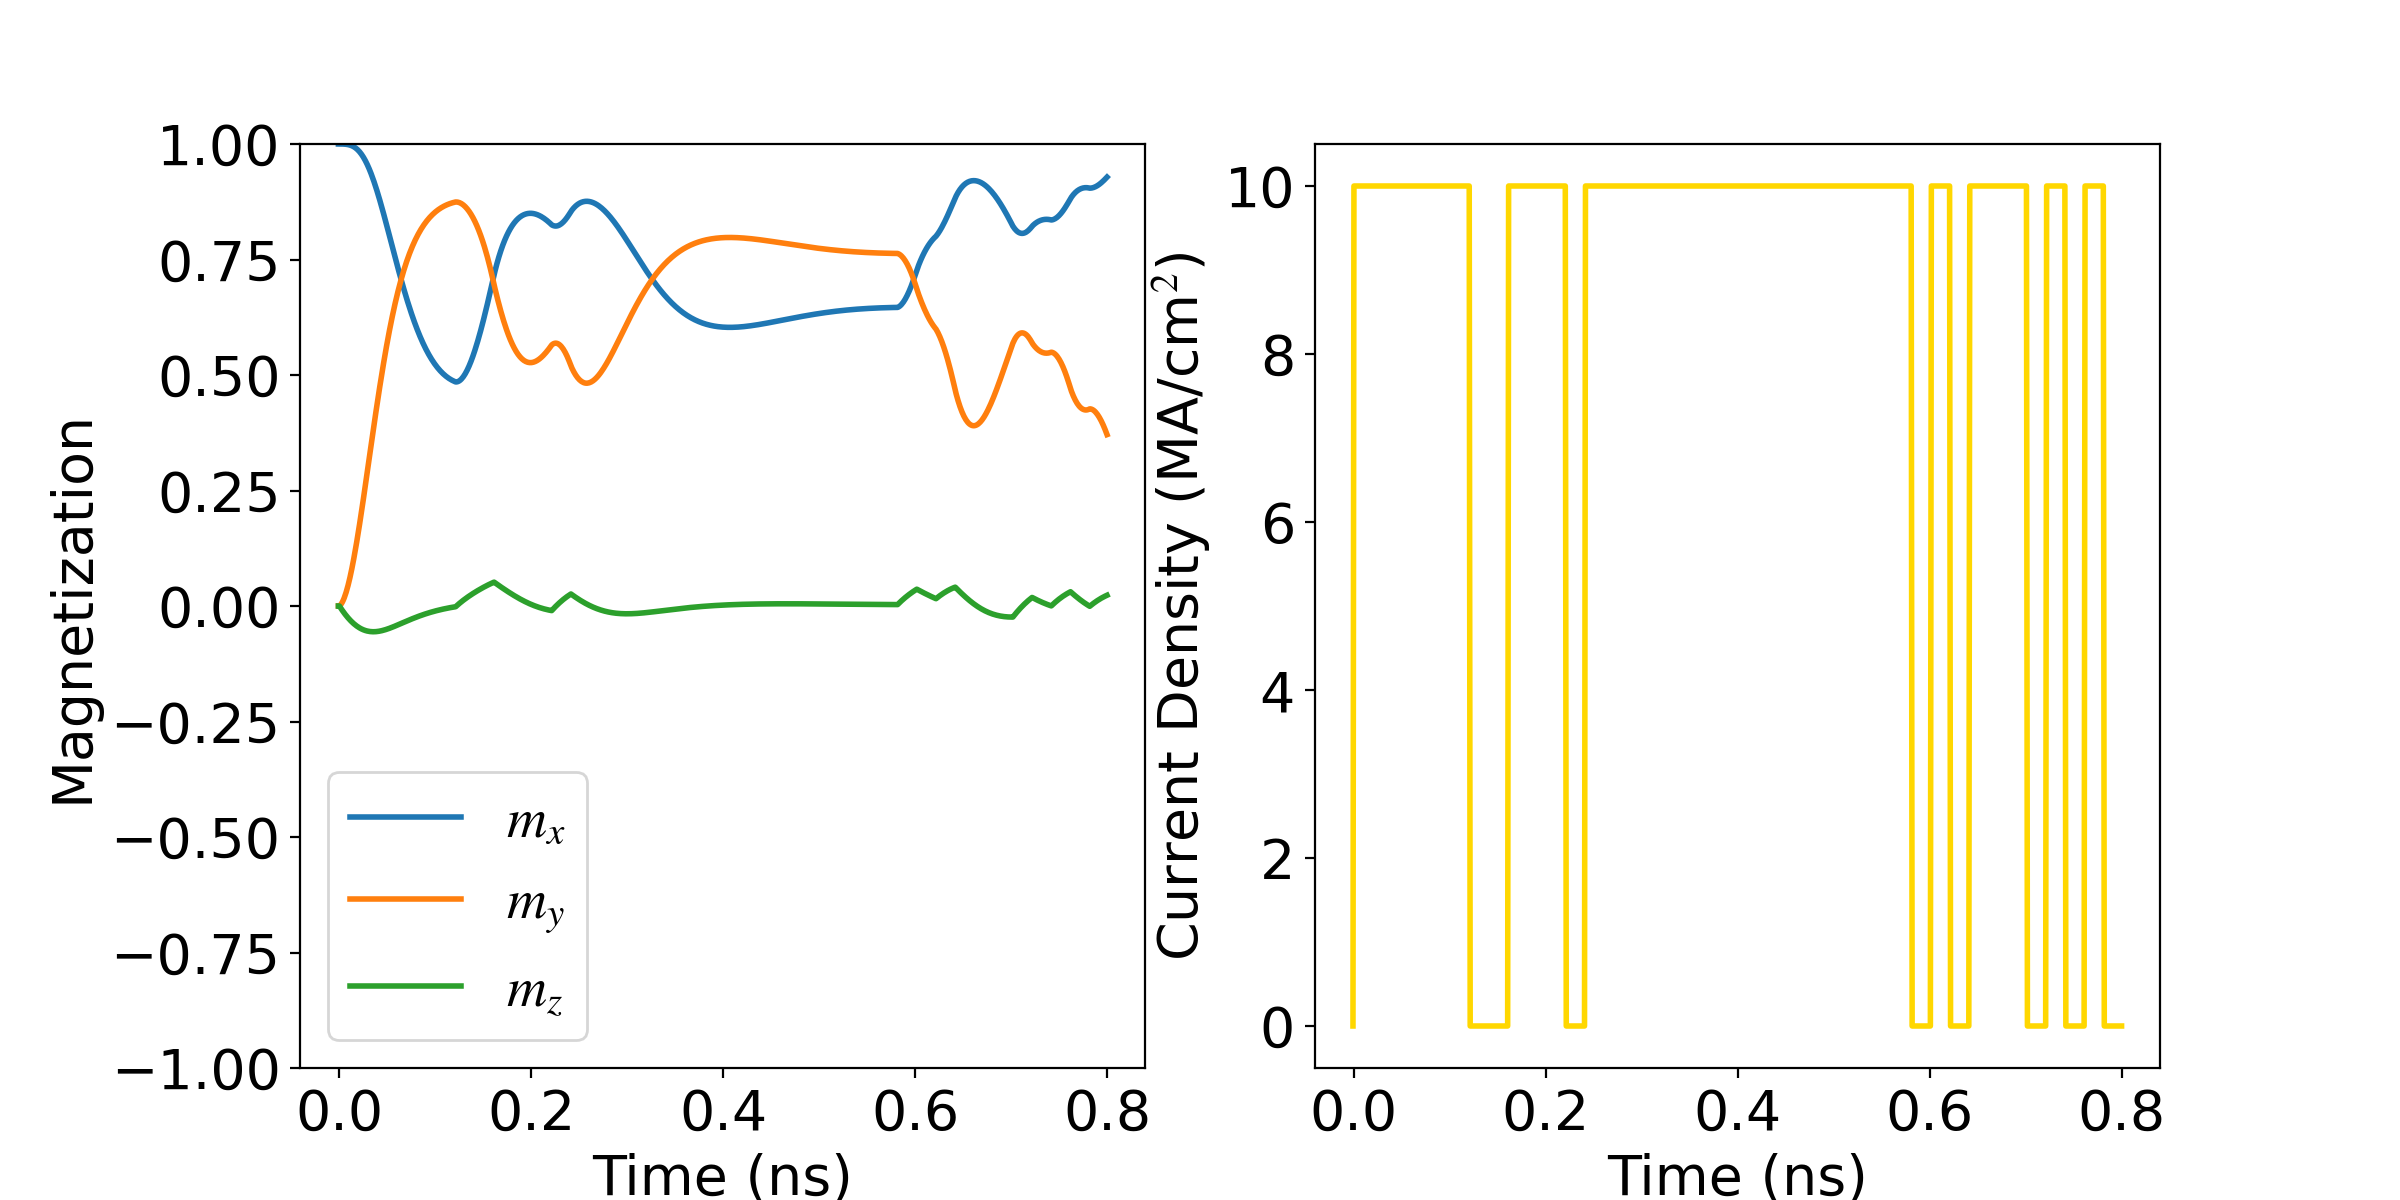 Magnetization
1.00
0.75
0.50
0.25
0.00
−0.25
−0.50
−0.75
−1.00
m_x
m_y
m_z
0.0 0.2 0.4 0.6 0.8
Time (ns)
Current Density (MA/cm²)
10
8
6
4
2
0
0.0 0.2 0.4 0.6 0.8
Time (ns)